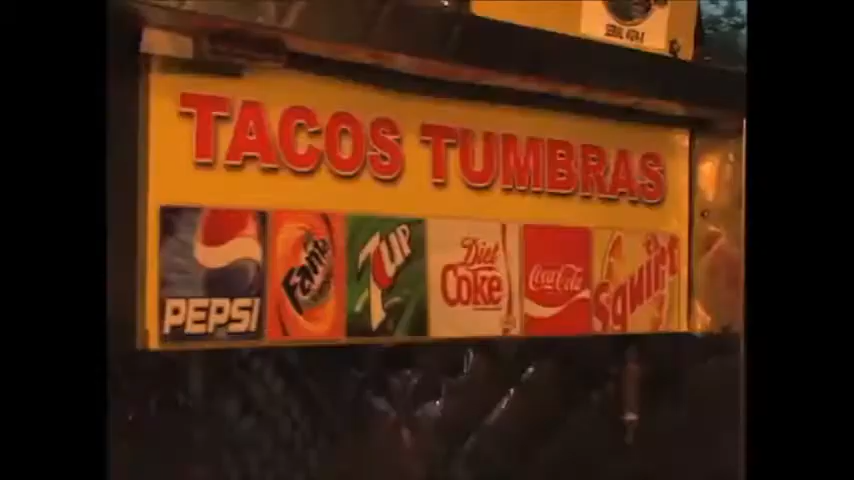 TACOS TUMBRAS
PEPSI
Fanta
7UP
Diet
Coke
Coca-Cola
Squirt